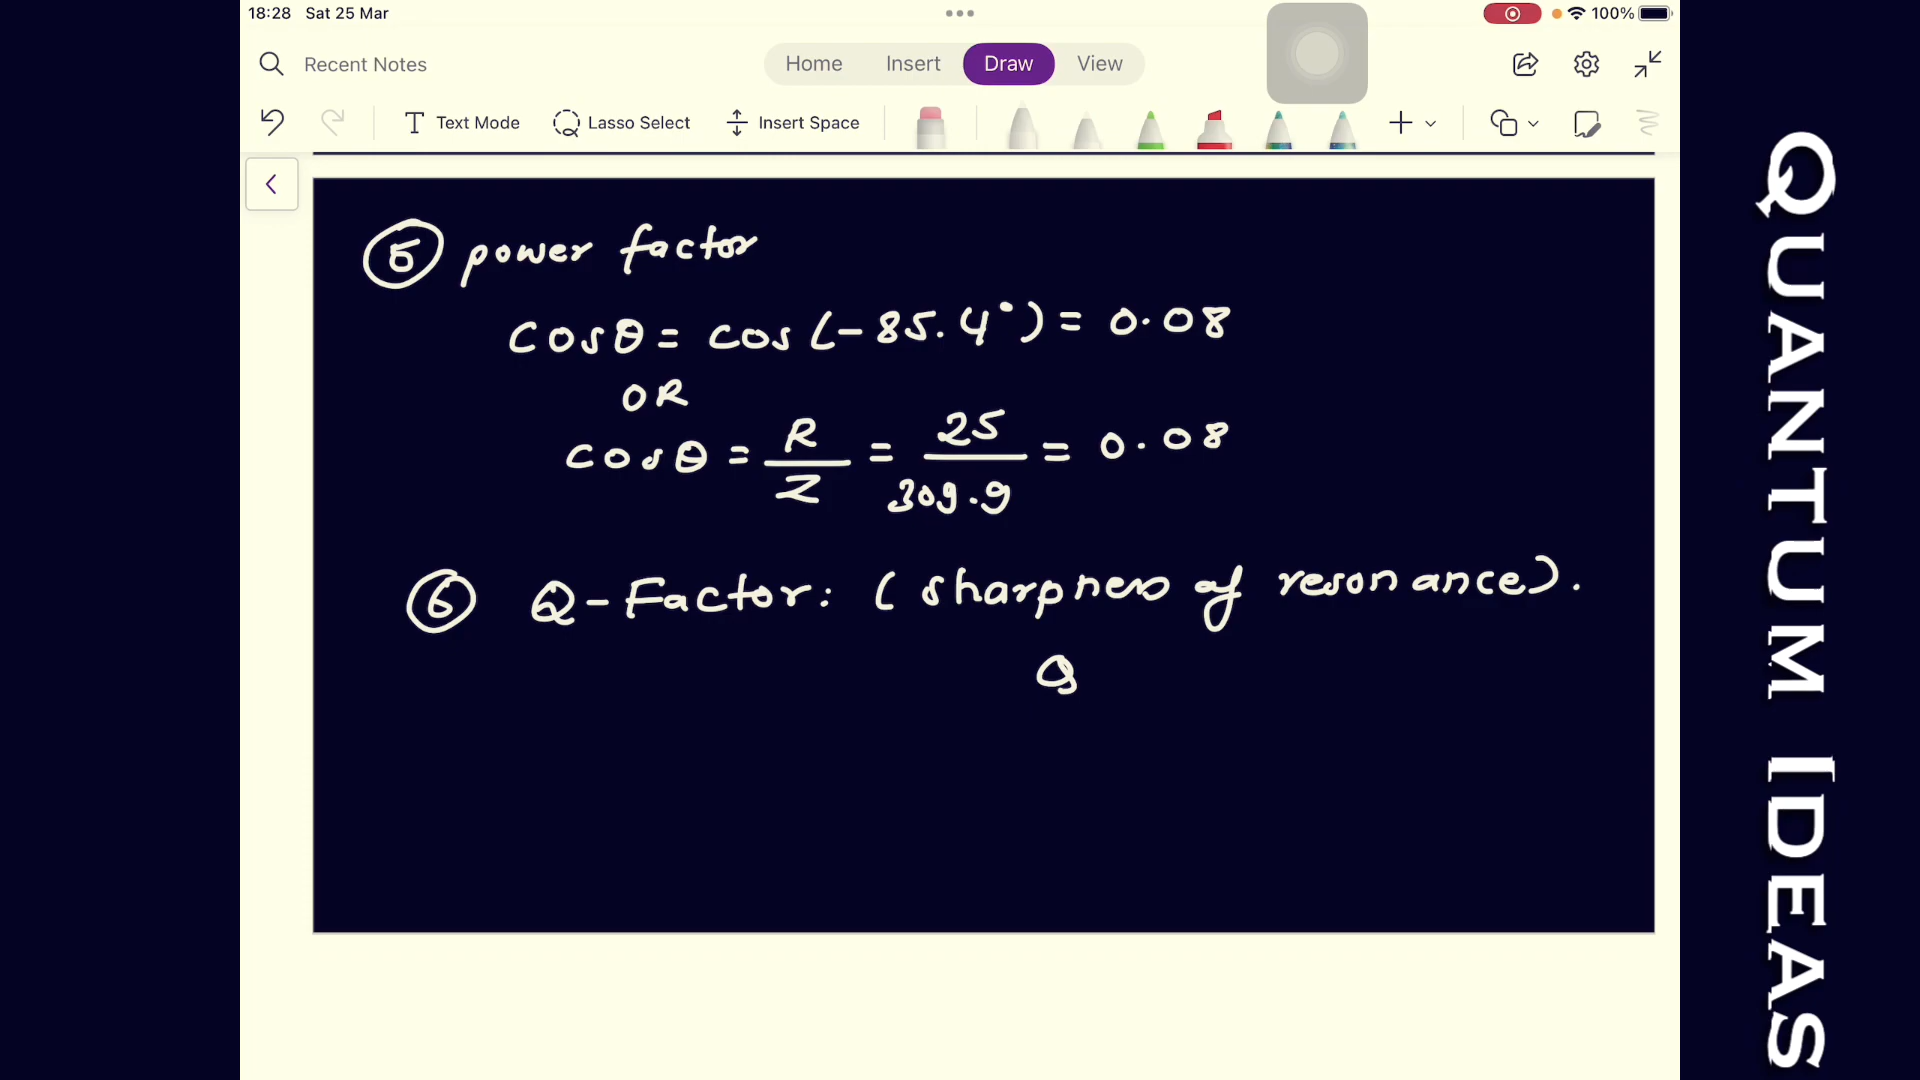 18:28 Sat 25 Mar 100%
Recent Notes Home Insert Draw View
Text Mode Lasso Select Insert Space
5 power factor
cosθ = cos(-85.4°) = 0.08
OR
cosθ = R/Z = 25/309.9 = 0.08
6 Q-Factor: (sharpness of resonance).
Q
QUANTUM IDEAS